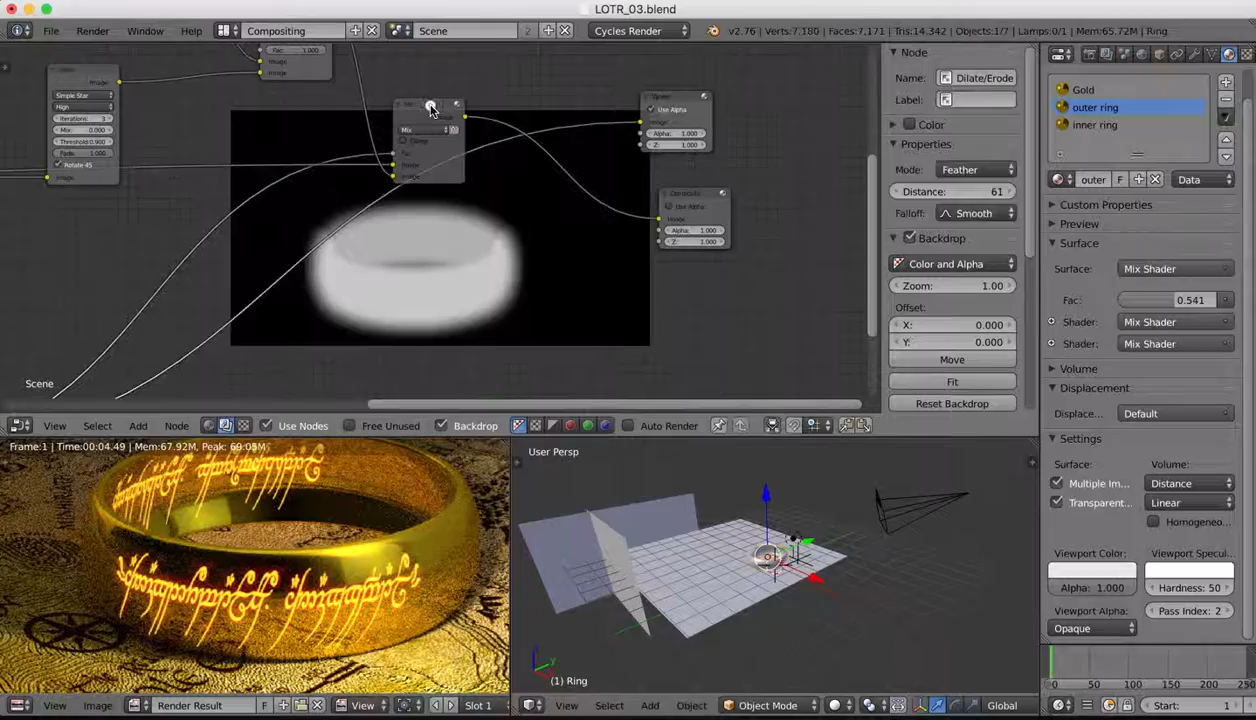 LOTR_03.blend
File Render Window Help Compositing Scene 2 Cycles Render v2.76 | Verts:7,180 | Faces:7,171 | Tris:14,342 | Objects:1/7 | Lamps:0/1 | Mem:65.72M | Ring
Fac: 1.000
Image
Image
Image
Simple Star
High
Iterations: 3
Mix: 0.000
Threshold:0.900
Fade: 1.000
Rotate 45
Image
Mix
Fac
Image
Image
Viewer
Use Alpha
Image
Alpha: 1.000
Z: 1.000
Composite
Use Alpha
Image
Alpha: 1.000
Z: 1.000
Scene
Node
Name: Dilate/Erode
Label:
Color
Properties
Mode: Feather
Distance: 61
Falloff: Smooth
Backdrop
Color and Alpha
Zoom: 1.00
Offset:
X: 0.000
Y: 0.000
Move
Fit
Reset Backdrop
View Select Add Node Use Nodes Free Unused Backdrop Auto Render
Gold
outer ring
inner ring
outer F Data
Custom Properties
Preview
Surface
Surface: Mix Shader
Fac: 0.541
Shader: Mix Shader
Shader: Mix Shader
Volume
Displacement
Displace... Default
Settings
Surface: Volume:
Multiple Im... Distance
Transparent... Linear
Homogeneo...
Viewport Color: Viewport Specul...
Alpha: 1.000 Hardness: 50
Viewport Alpha: Pass Index: 2
Opaque
Frame:1 | Time:00:04.49 | Mem:67.92M, Peak: 69.05M
View Image Render Result F View Slot 1
User Persp
(1) Ring
View Select Add Object Object Mode Global
0 50 100 150 200 250
Start: 1